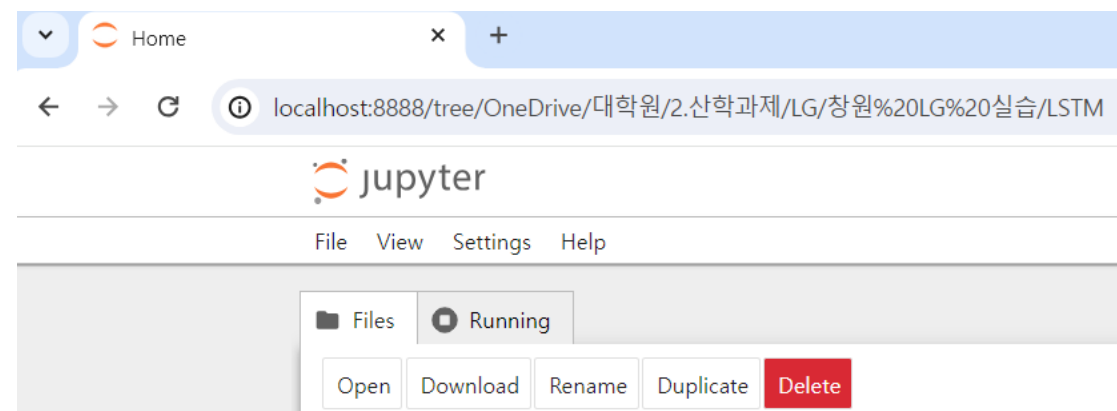 Home
localhost:8888/tree/OneDrive/대학원/2.산학과제/LG/창원%20LG%20실습/LSTM
jupyter
File View Settings Help
Files Running
Open Download Rename Duplicate Delete